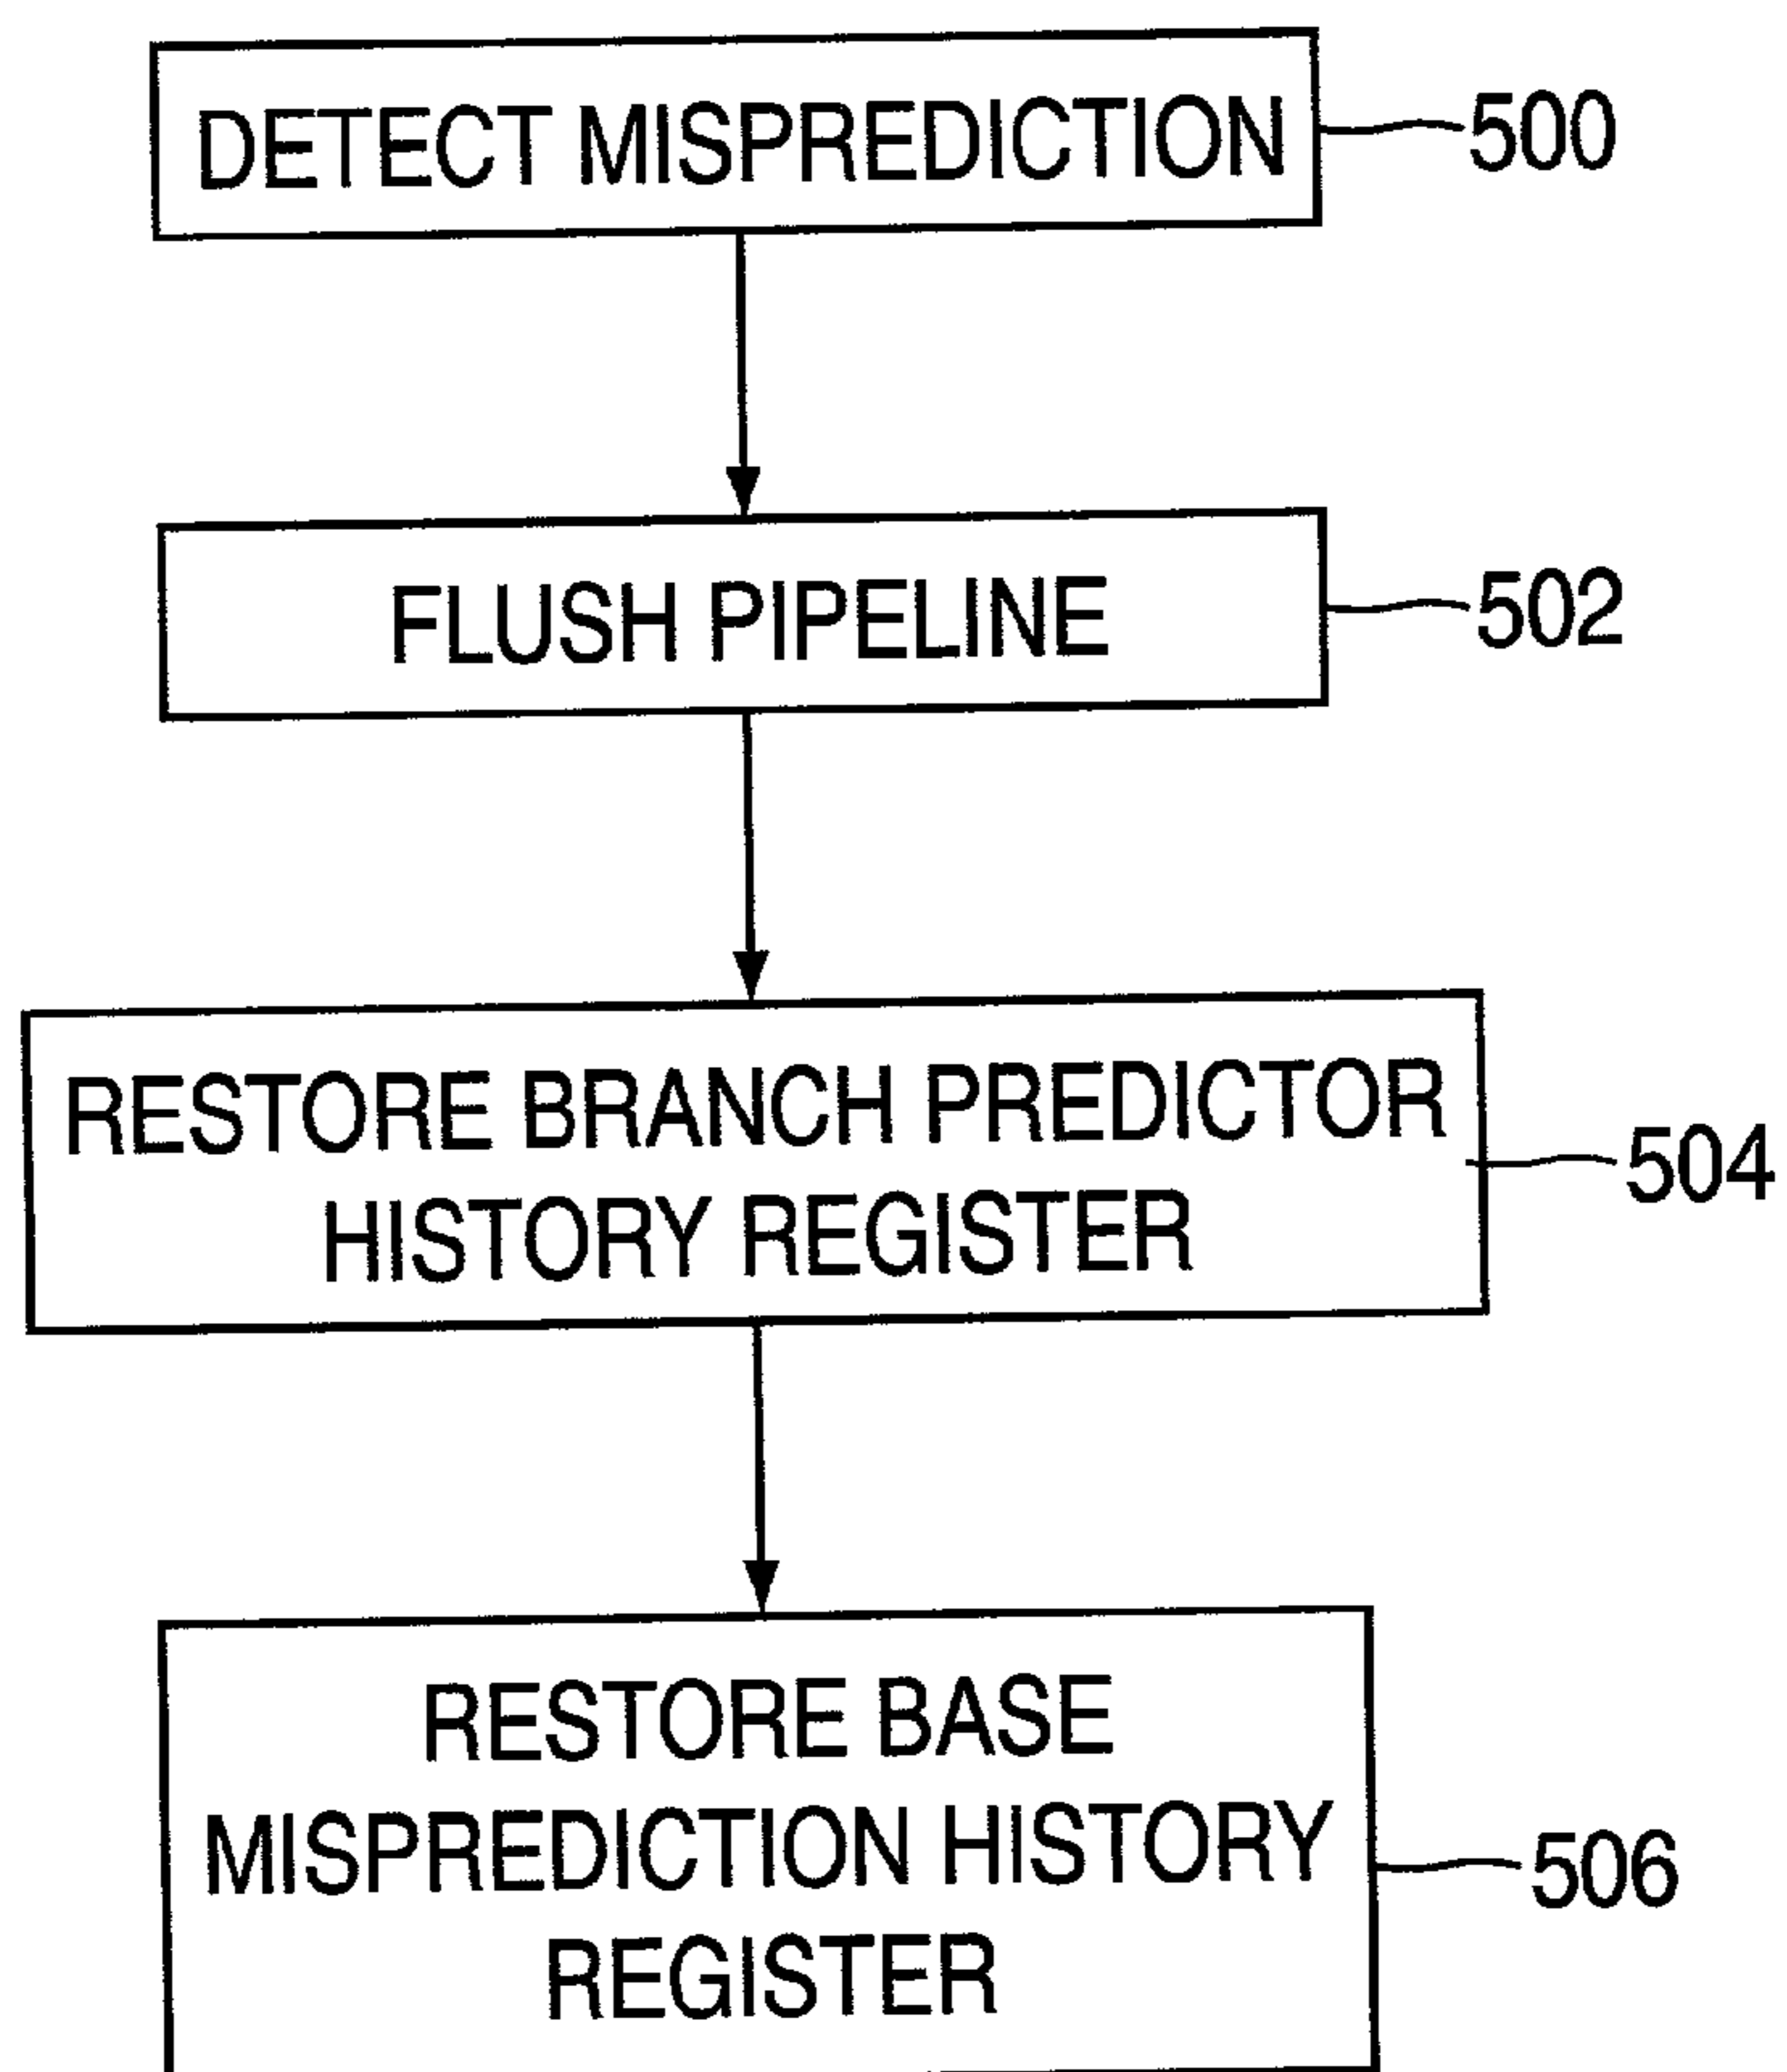 DETECT MISPREDICTION
500
FLUSH PIPELINE
502
RESTORE BRANCH PREDICTOR
HISTORY REGISTER
504
RESTORE BASE
MISPREDICTION HISTORY
REGISTER
506